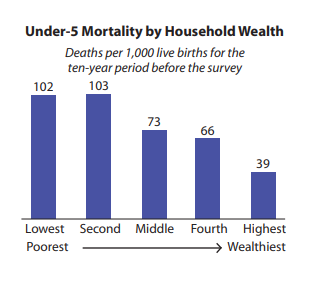 Under-5 Mortality by Household Wealth
Deaths per 1,000 live births for the
ten-year period before the survey
102 103 73 66 39
Lowest Second Middle Fourth Highest
Poorest Wealthiest